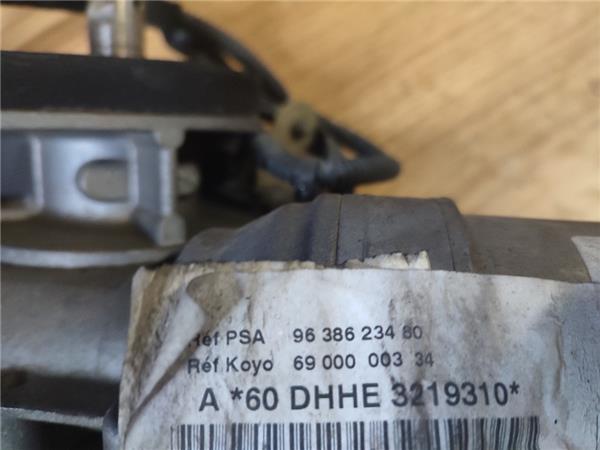 Réf PSA 96 386 234 80
Réf Koyo 69 000 003 34
A *60 DHHE 3219310*